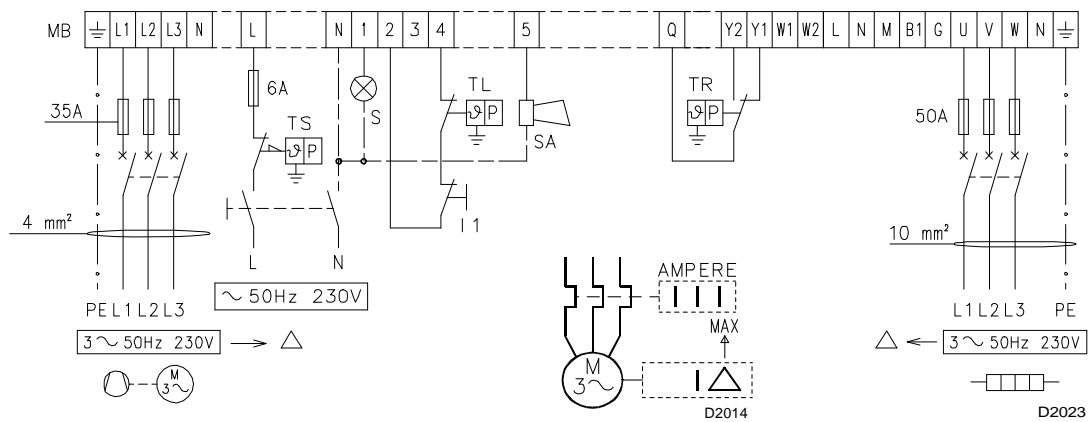 MB L1 L2 L3 N L N 1 2 3 4 5 Q Y2 Y1 W1 W2 L N M B1 G U V W N
35A 6A S TL TR 50A
ϑ P
ϑ P
TS
ϑ P
SA
4 mm²
I1
10 mm²
L N
∼ 50Hz 230V
AMPERE
PE L1 L2 L3
L1 L2 L3 PE
3∼ 50Hz 230V
MAX
3∼ 50Hz 230V
M
3∼
M
3∼
I
D2014
D2023